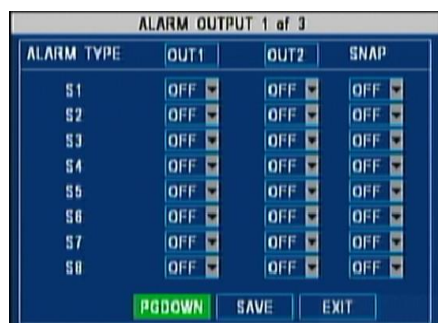 ALARM OUTPUT 1 of 3
ALARM TYPE OUT1 OUT2 SNAP
S1 OFF OFF OFF
S2 OFF OFF OFF
S3 OFF OFF OFF
S4 OFF OFF OFF
S5 OFF OFF OFF
S6 OFF OFF OFF
S7 OFF OFF OFF
S8 OFF OFF OFF
PGDOWN SAVE EXIT